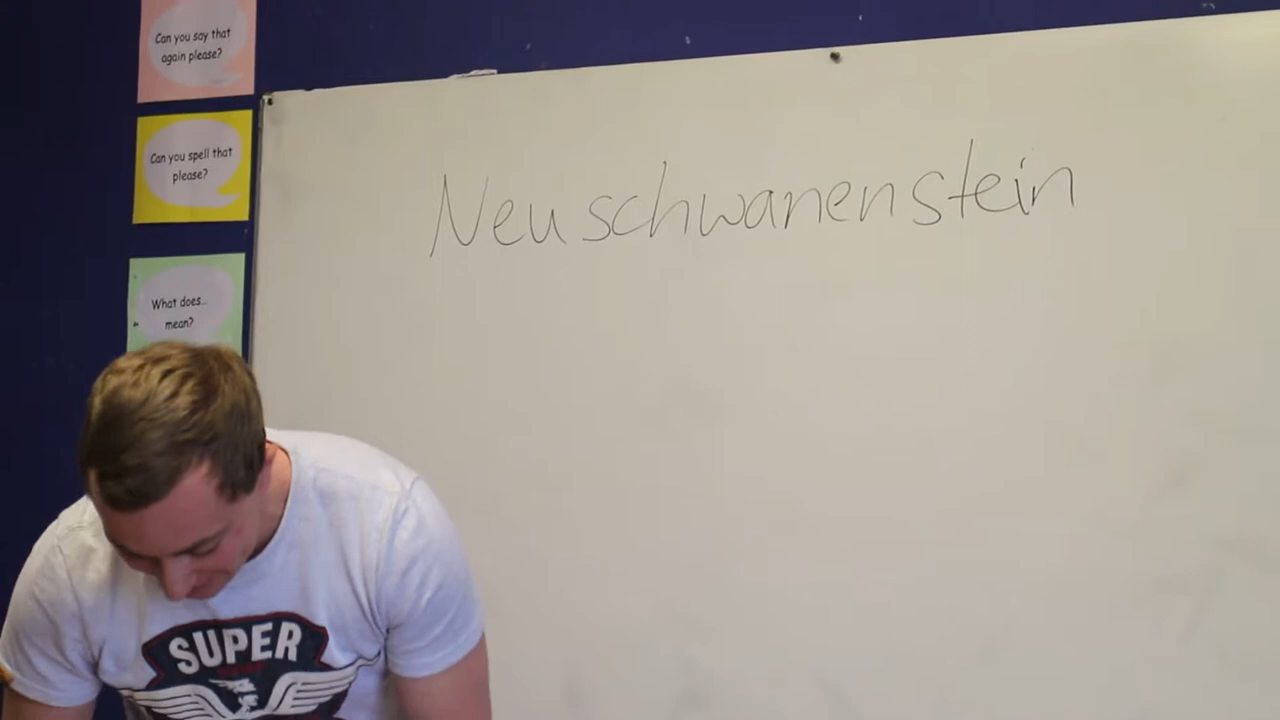 Can you say that
again please?
Can you spell that
please?
What does...
mean?
Neuschwanenstein
SUPER